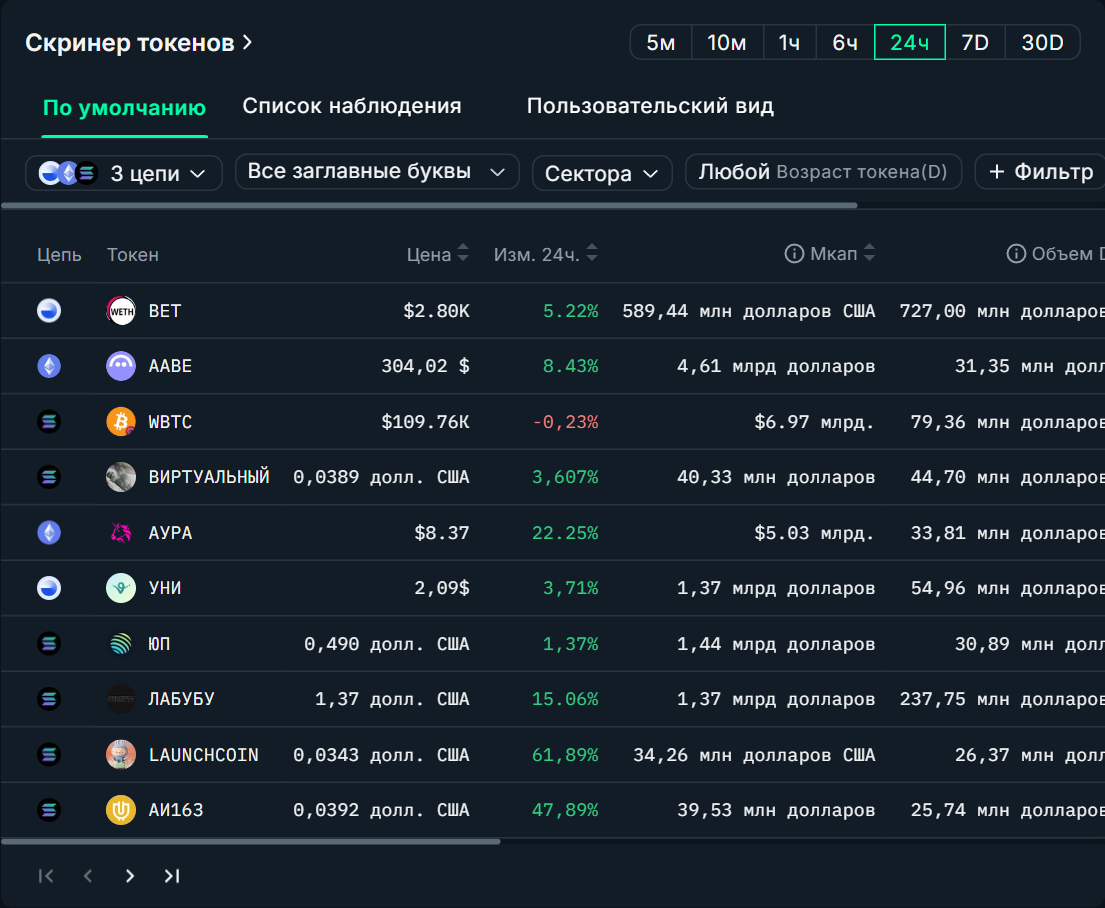 Скринер токенов
5м 10м 1ч 6ч 24ч 7D 30D
По умолчанию Список наблюдения Пользовательский вид
3 цепи Все заглавные буквы Сектора Любой Возраст токена(D) + Фильтр
Цепь Токен Цена Изм. 24ч. Мкап Объем D
WETH ВЕТ $2.80K 5.22% 589,44 млн долларов США 727,00 млн долларов
ААВЕ 304,02 $ 8.43% 4,61 млрд долларов 31,35 млн долл
WBTC $109.76K -0,23% $6.97 млрд. 79,36 млн долларов
ВИРТУАЛЬНЫЙ 0,0389 долл. США 3,607% 40,33 млн долларов 44,70 млн долларов
АУРА $8.37 22.25% $5.03 млрд. 33,81 млн долларов
УНИ 2,09$ 3,71% 1,37 млрд долларов 54,96 млн долларов
ЮП 0,490 долл. США 1,37% 1,44 млрд долларов 30,89 млн долл
ЛАБУБУ 1,37 долл. США 15.06% 1,37 млрд долларов 237,75 млн долларов
LAUNCHCOIN 0,0343 долл. США 61,89% 34,26 млн долларов США 26,37 млн долл
АИ163 0,0392 долл. США 47,89% 39,53 млн долларов 25,74 млн долларов